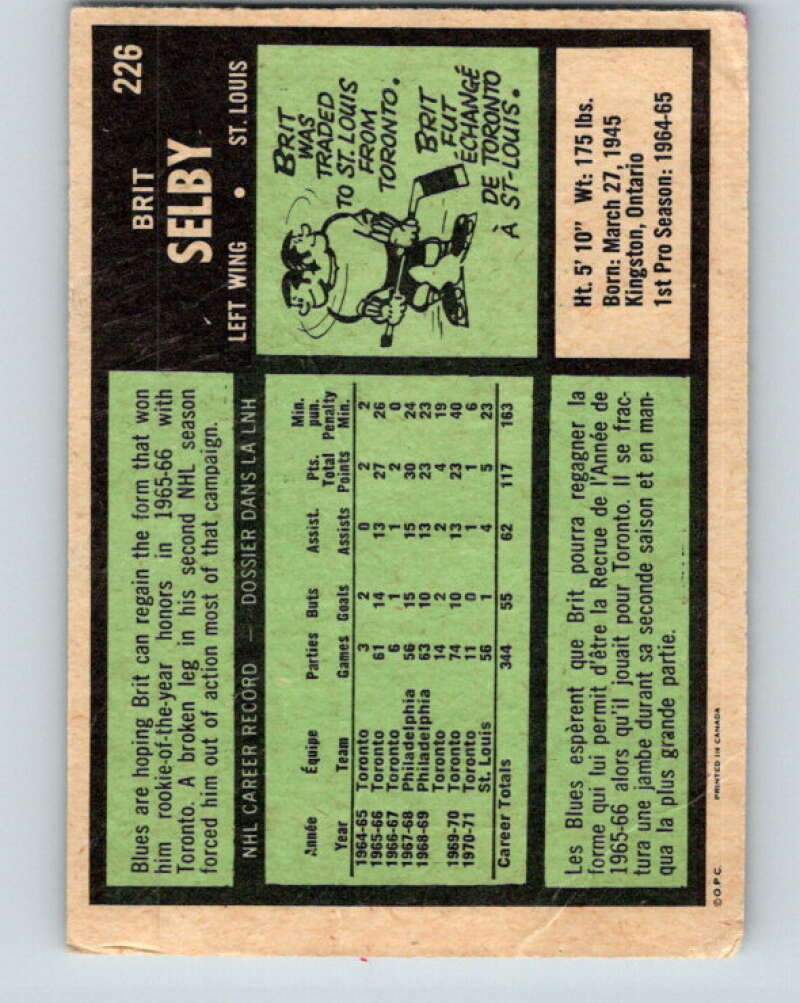 226
BRIT
SELBY
LEFT WING • ST. LOUIS
Blues are hoping Brit can regain the form that won
him rookie-of-the-year honors in 1965-66 with
Toronto. A broken leg in his second NHL season
forced him out of action most of that campaign.
BRIT
WAS
TRADED
TO ST. LOUIS
FROM
TORONTO.
BRIT
FUT
ÉCHANGÉ
DE TORONTO
À ST-LOUIS.
NHL CAREER RECORD — DOSSIER DANS LA LNH
Année Équipe Parties Buts Assist. Pts. Total Min. pun. Penalty
Year Team Games Goals Assists Points Min.
1964-65 Toronto 3 2 0 2 2
1965-66 Toronto 61 14 13 27 26
1966-67 Toronto 6 1 1 2 0
1967-68 Philadelphia 56 15 15 30 24
1968-69 Philadelphia 63 10 13 23 23
Toronto 14 2 2 4 19
1969-70 Toronto 74 10 13 23 40
1970-71 Toronto 11 0 1 1 6
St. Louis 56 1 4 5 23
Career Totals 344 55 62 117 163
Ht. 5' 10" Wt: 175 lbs.
Born: March 27, 1945
Kingston, Ontario
1st Pro Season: 1964-65
Les Blues espèrent que Brit pourra regagner la
forme qui lui permit d'être la Recrue de l'Année de
1965-66 alors qu'il jouait pour Toronto. Il se frac-
tura une jambe durant sa seconde saison et en man-
qua la plus grande partie.
©O.P.C. PRINTED IN CANADA